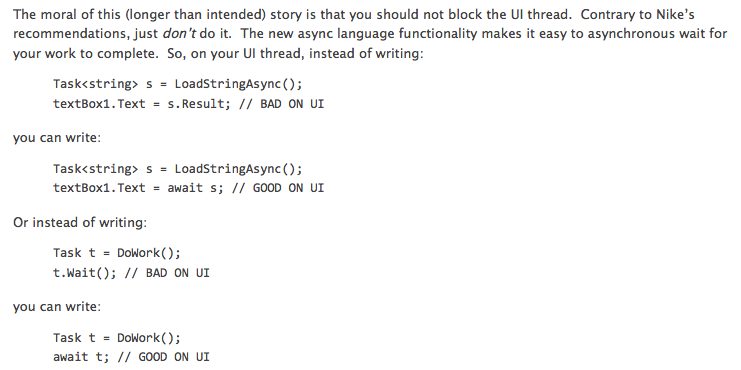 The moral of this (longer than intended) story is that you should not block the UI thread.  Contrary to Nike's
recommendations, just don't do it.  The new async language functionality makes it easy to asynchronous wait for
your work to complete.  So, on your UI thread, instead of writing:
Task<string> s = LoadStringAsync();
textBox1.Text = s.Result; // BAD ON UI
you can write:
Task<string> s = LoadStringAsync();
textBox1.Text = await s; // GOOD ON UI
Or instead of writing:
Task t = DoWork();
t.Wait(); // BAD ON UI
you can write:
Task t = DoWork();
await t; // GOOD ON UI